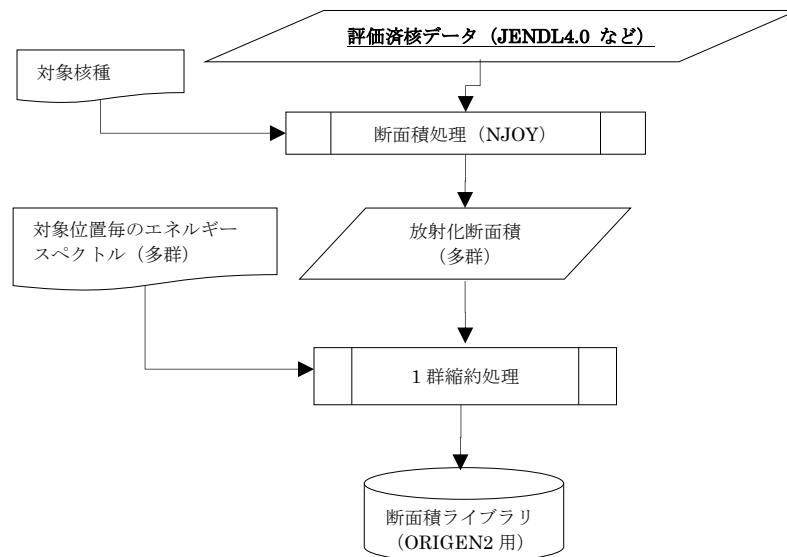 評価済核データ（JENDL4.0 など）
対象核種
断面積処理（NJOY）
対象位置毎のエネルギー
スペクトル（多群）
放射化断面積
（多群）
1 群縮約処理
断面積ライブラリ
（ORIGEN2 用）